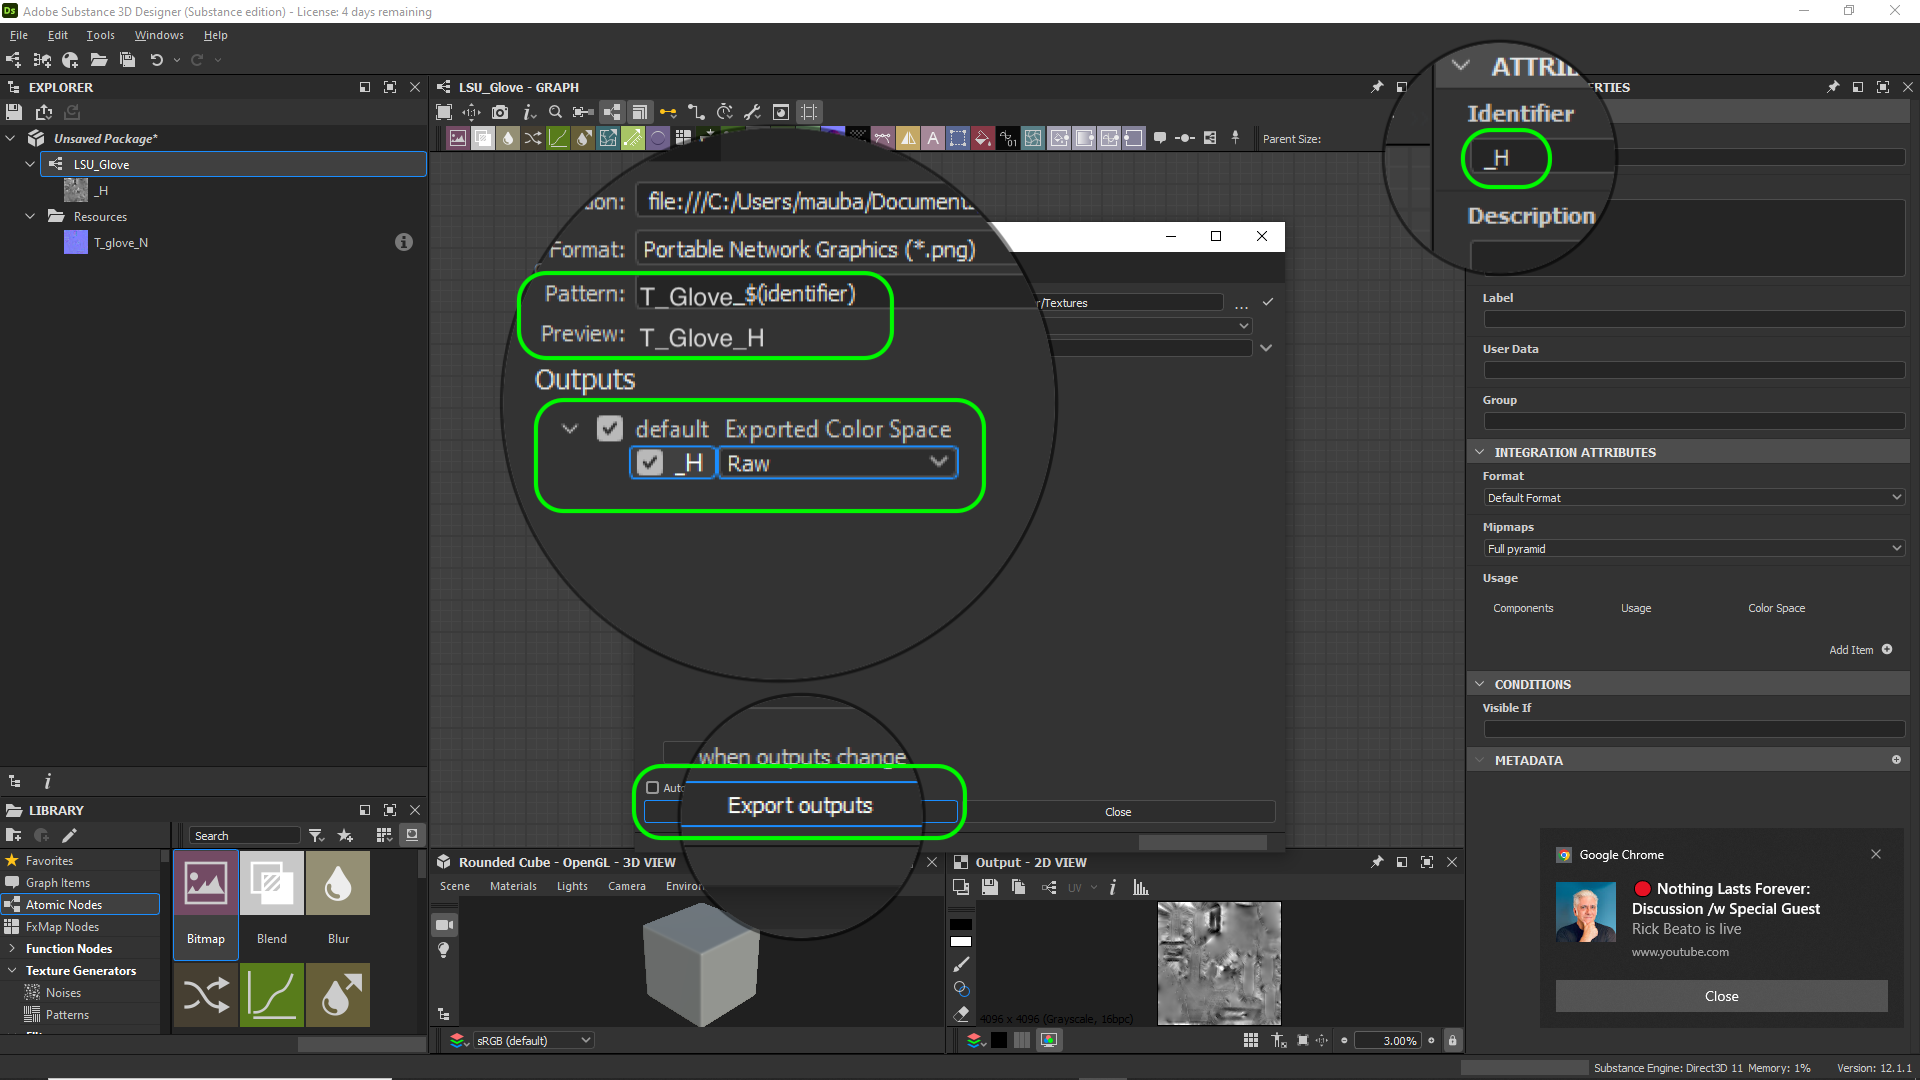 Ds Adobe Substance 3D Designer (Substance edition) - License: 4 days remaining
File Edit Tools Windows Help
EXPLORER
Unsaved Package*
LSU_Glove
_H
Resources
T_glove_N
LSU_Glove - GRAPH
Parent Size:
file:///C:/Users/mauba/Document
Format: Portable Network Graphics (*.png)
Pattern: T_Glove_$(identifier)
Preview: T_Glove_H
Outputs
default Exported Color Space
_H Raw
/Textures
when outputs change
Export outputs
Close
ATTRI
Identifier
_H
Description
Label
User Data
Group
INTEGRATION ATTRIBUTES
Format
Default Format
Mipmaps
Full pyramid
Usage
Components Usage Color Space
Add Item
CONDITIONS
Visible If
METADATA
LIBRARY
Search
Favorites
Graph Items
Atomic Nodes
FxMap Nodes
Function Nodes
Texture Generators
Noises
Patterns
Bitmap Blend Blur
Rounded Cube - OpenGL - 3D VIEW
Scene Materials Lights Camera Environ
sRGB (default)
Output - 2D VIEW
UV
4096 x 4096 (Grayscale, 16bpc)
3.00%
Google Chrome
Nothing Lasts Forever:
Discussion /w Special Guest
Rick Beato is live
www.youtube.com
Close
Substance Engine: Direct3D 11 Memory: 1% Version: 12.1.1